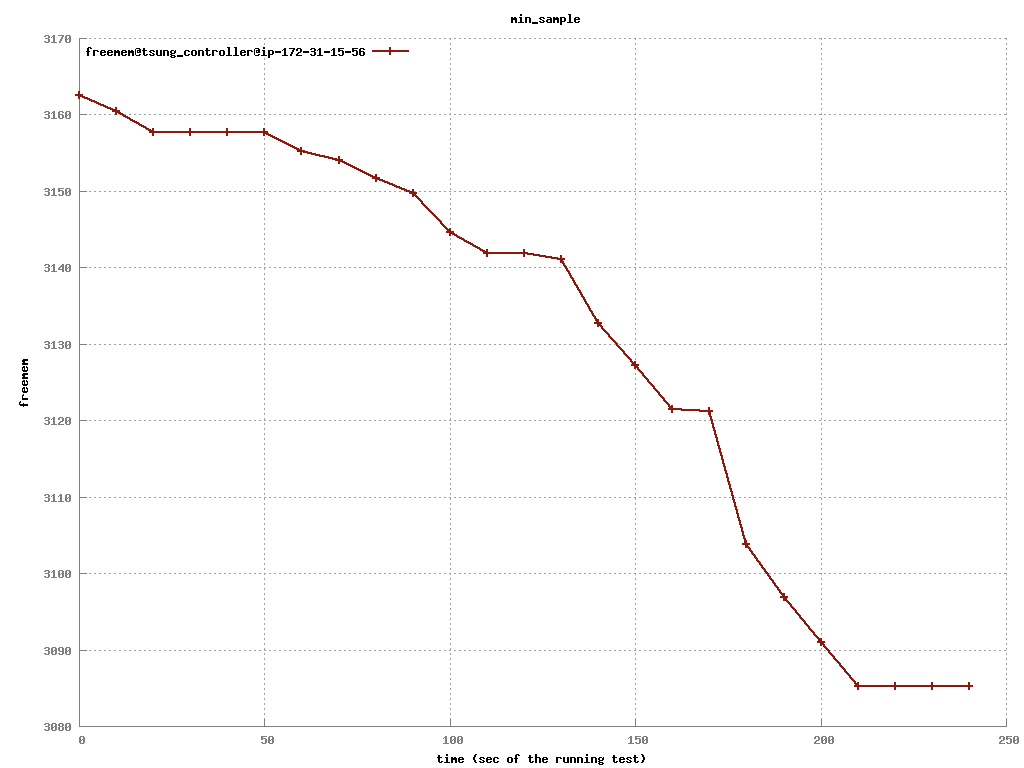 min_sample
freemem@tsung_controller@ip-172-31-15-56
3170
3160
3150
3140
3130
3120
3110
3100
3090
3080
freemem
0 50 100 150 200 250
time (sec of the running test)